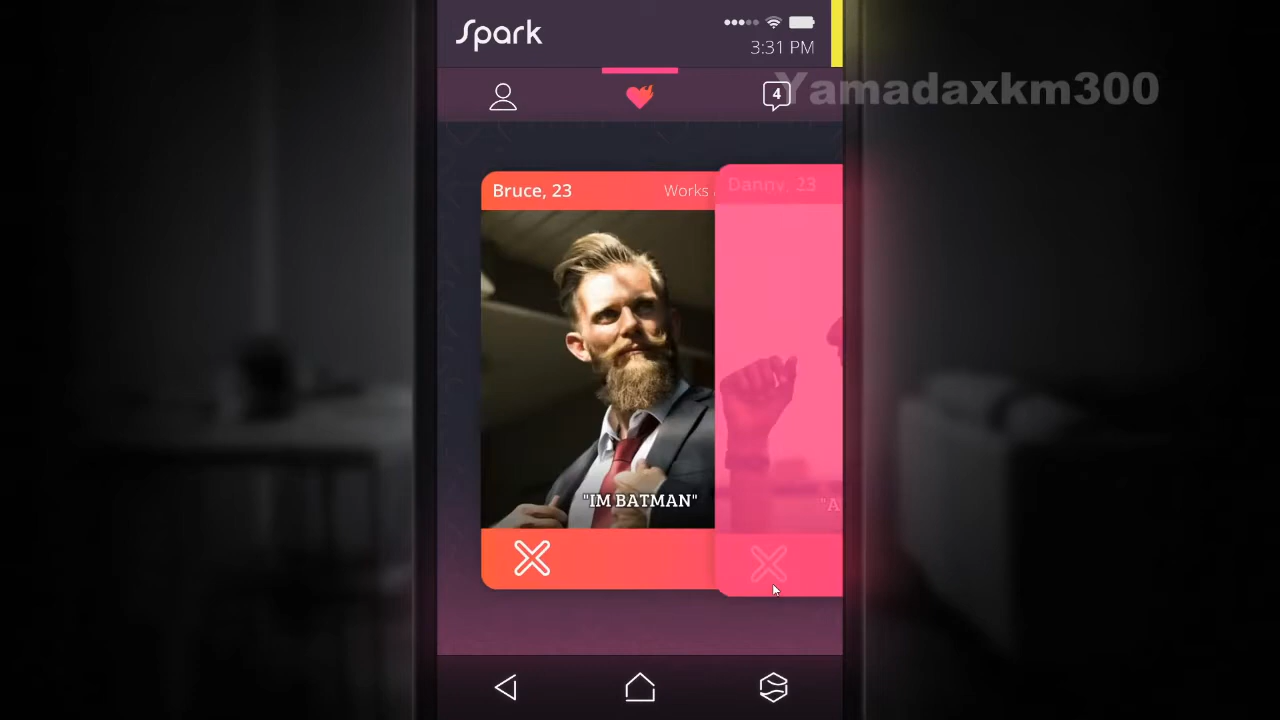 Spark
3:31 PM
4
Yamadaxkm300
Bruce, 23
Works
Danny, 23
"IM BATMAN"
"A